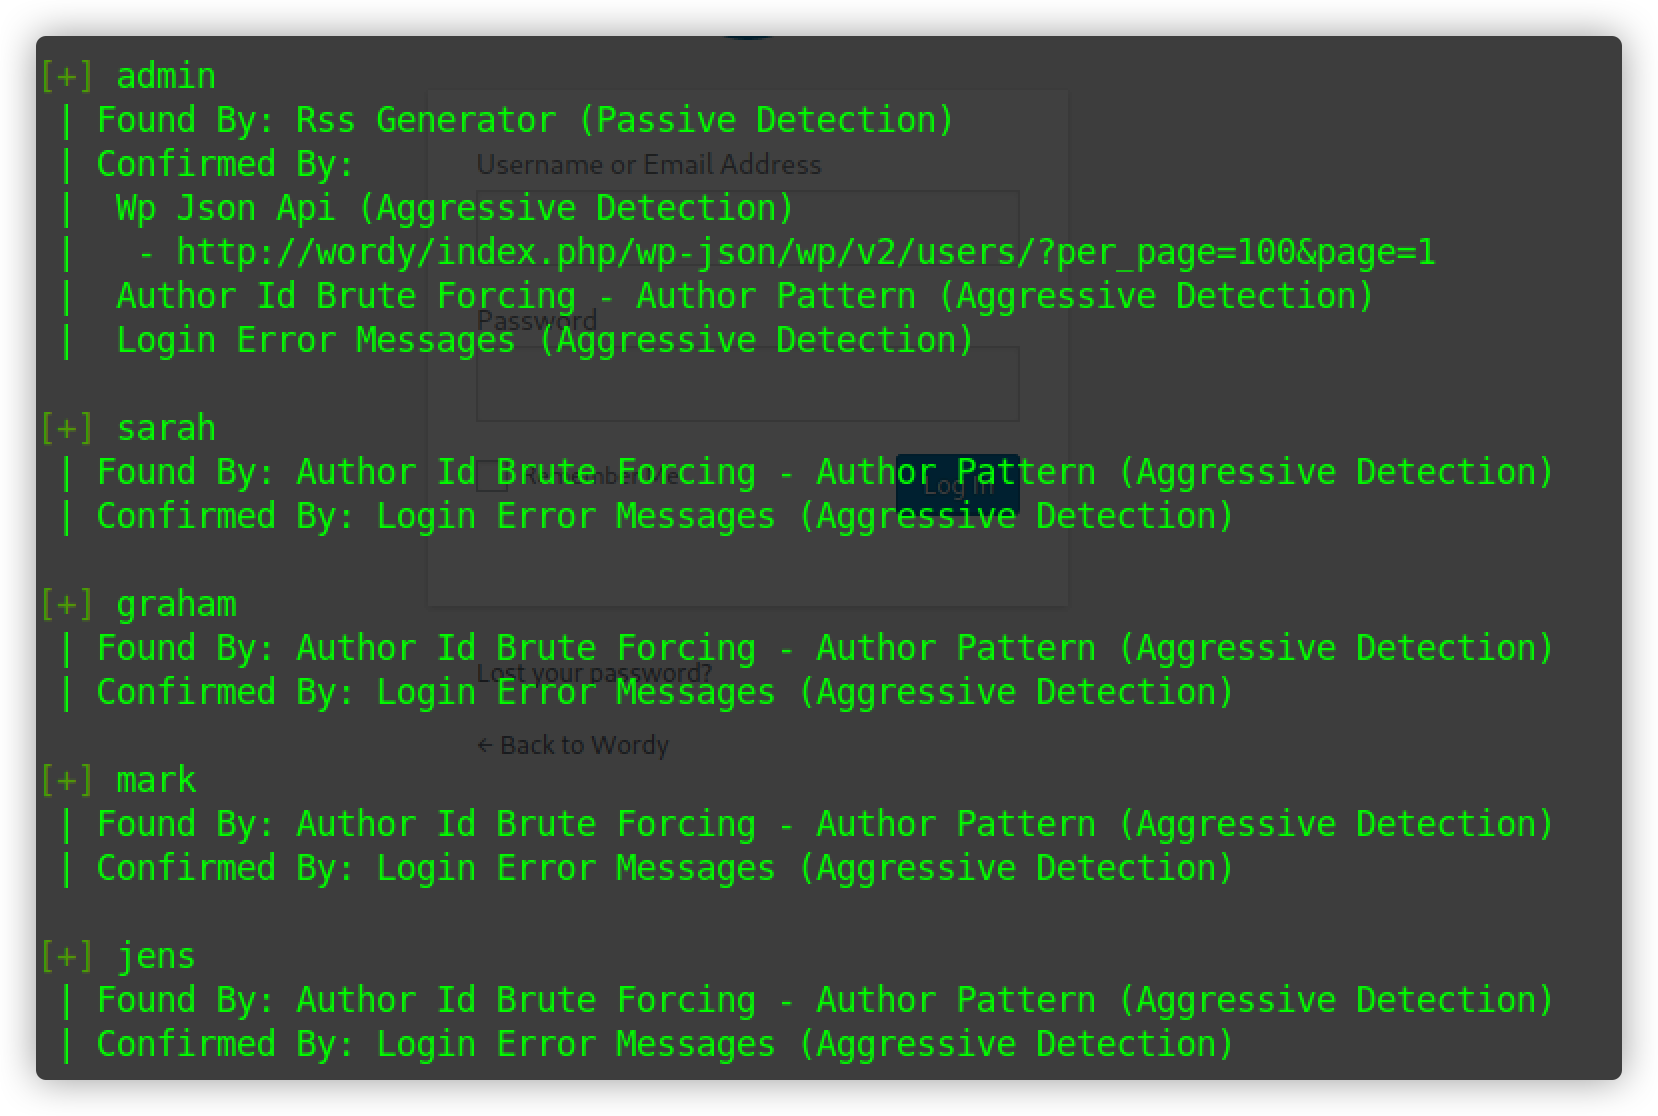 [+] admin
| Found By: Rss Generator (Passive Detection)
| Confirmed By:
Username or Email Address
| Wp Json Api (Aggressive Detection)
| - http://wordy/index.php/wp-json/wp/v2/users/?per_page=100&page=1
| Author Id Brute Forcing - Author Pattern (Aggressive Detection)
Password
| Login Error Messages (Aggressive Detection)
[+] sarah
| Found By: Author Id Brute Forcing - Author Pattern (Aggressive Detection)
Remember Me
Log In
| Confirmed By: Login Error Messages (Aggressive Detection)
[+] graham
| Found By: Author Id Brute Forcing - Author Pattern (Aggressive Detection)
Lost your password?
| Confirmed By: Login Error Messages (Aggressive Detection)
← Back to Wordy
[+] mark
| Found By: Author Id Brute Forcing - Author Pattern (Aggressive Detection)
| Confirmed By: Login Error Messages (Aggressive Detection)
[+] jens
| Found By: Author Id Brute Forcing - Author Pattern (Aggressive Detection)
| Confirmed By: Login Error Messages (Aggressive Detection)